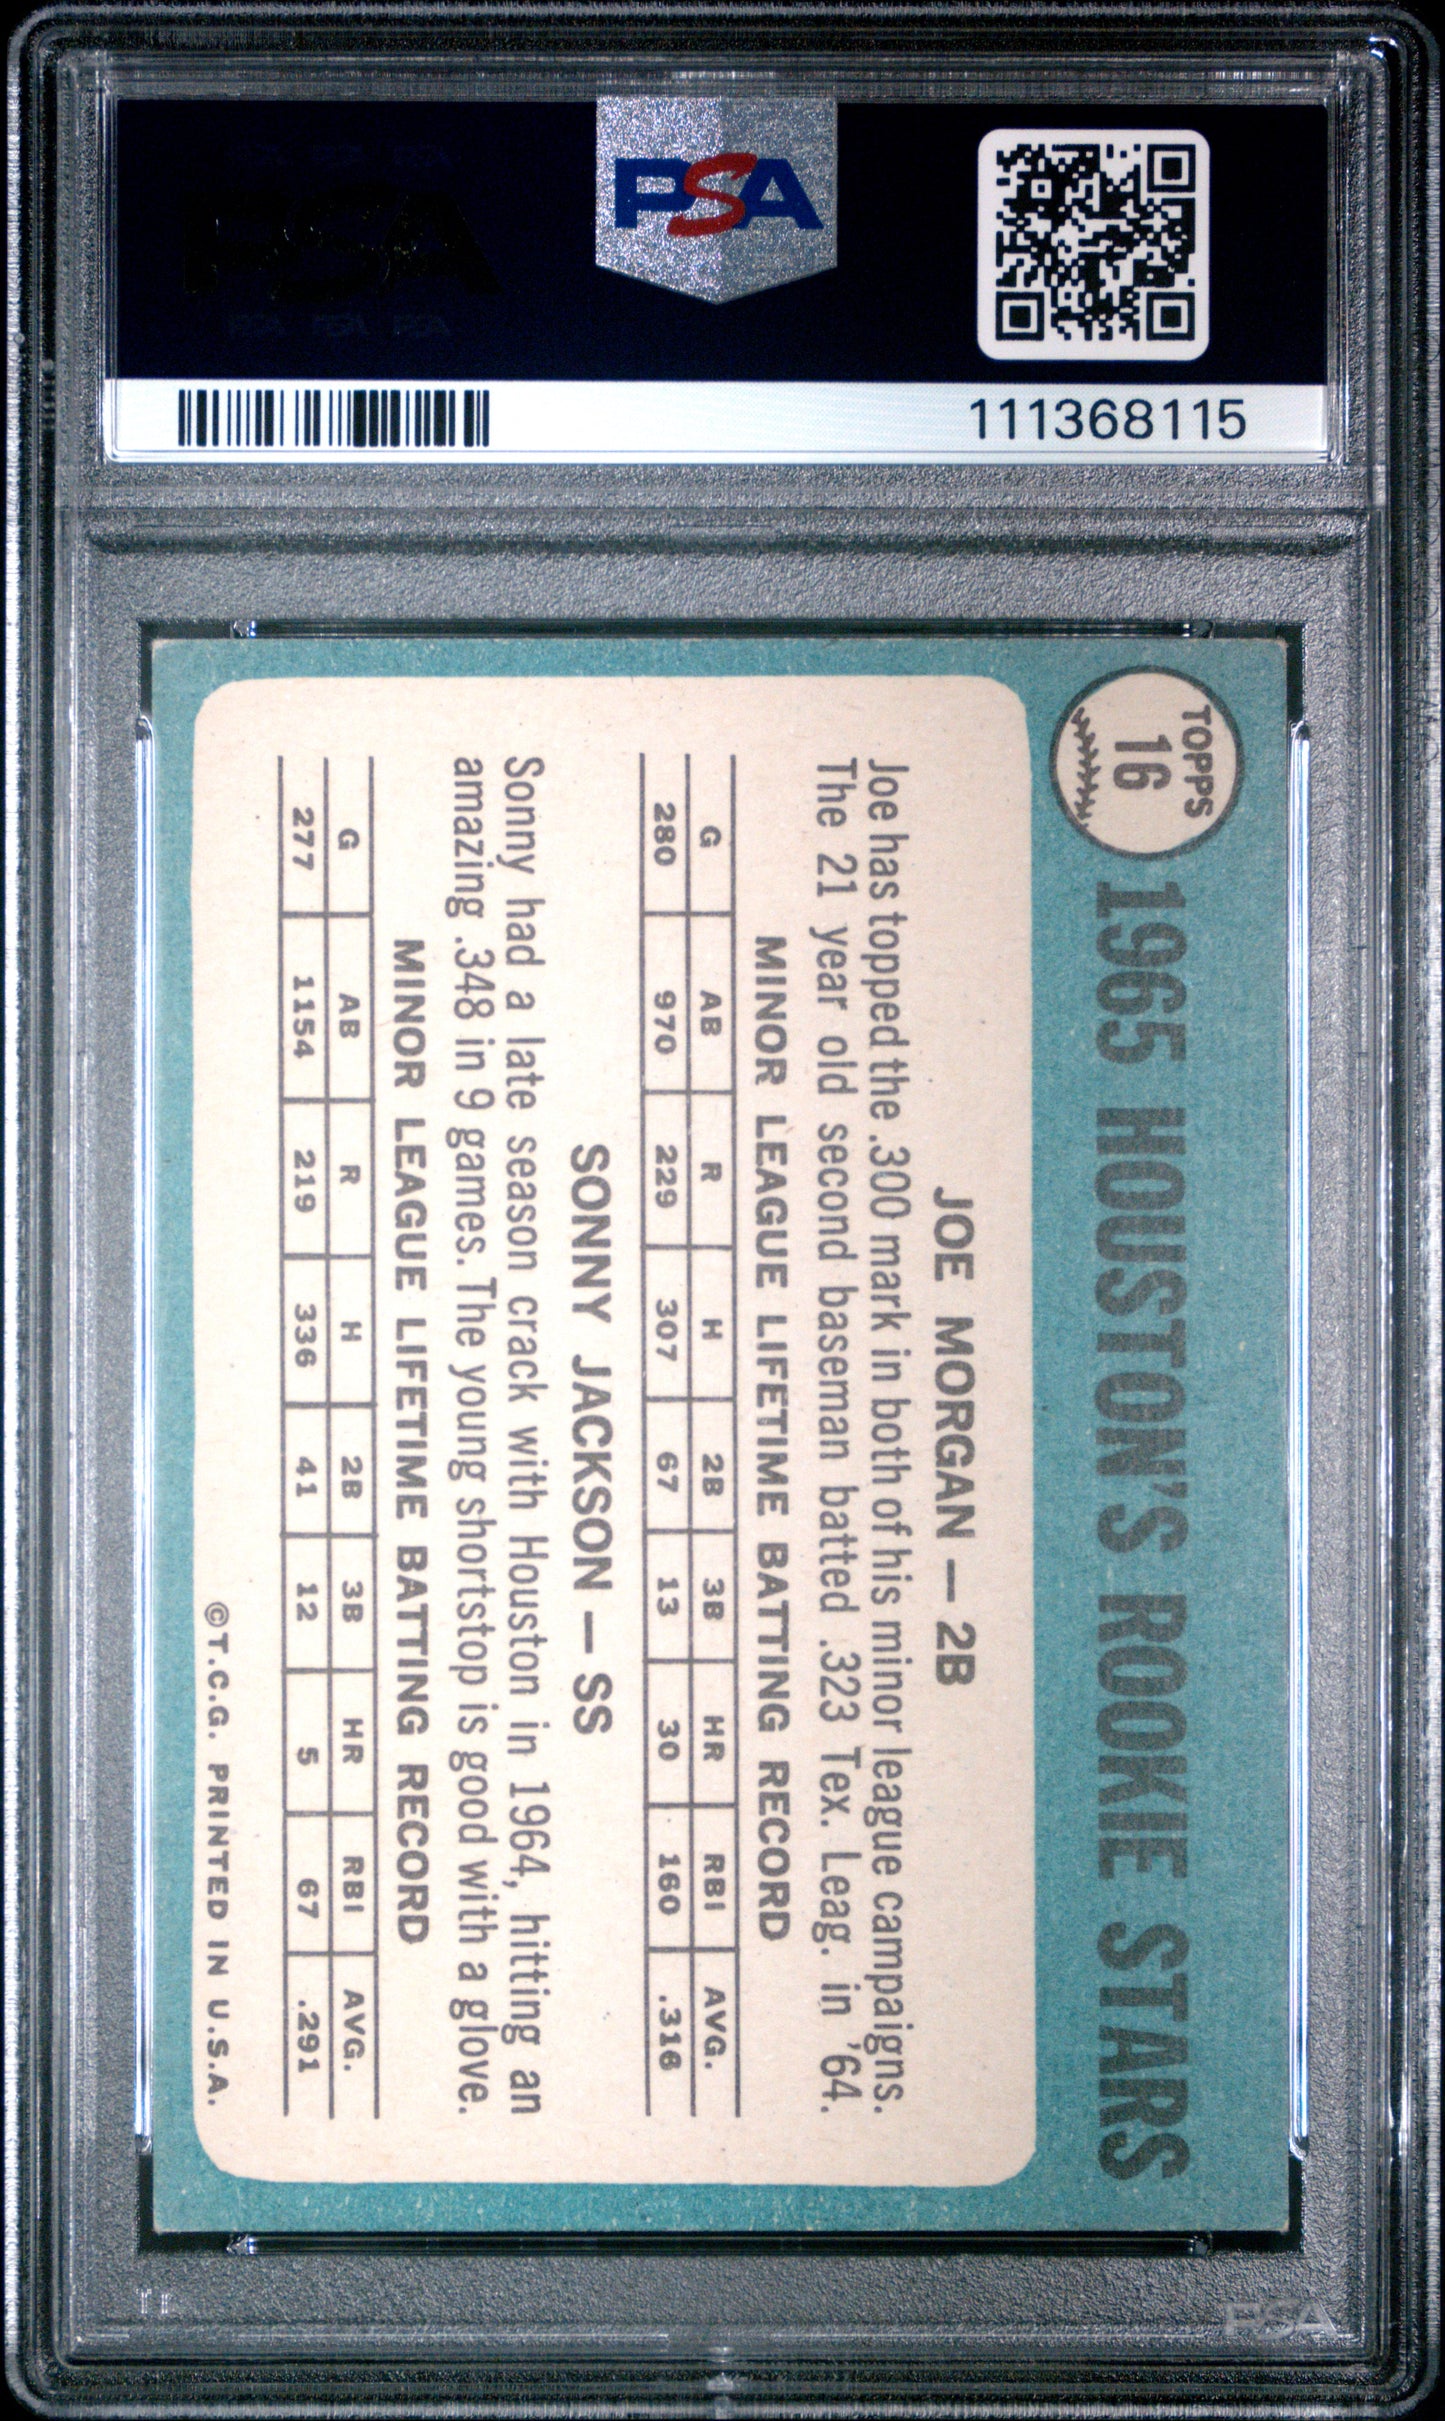 PSA
PSA
111368115
TOPPS
16
1965 HOUSTON'S ROOKIE STARS
JOE MORGAN — 2B
Joe has topped the .300 mark in both of his minor league campaigns.
The 21 year old second baseman batted .323 Tex. Leag. in '64.
MINOR LEAGUE LIFETIME BATTING RECORD
G AB R H 2B 3B HR RBI AVG.
280 970 229 307 67 13 30 160 .316
SONNY JACKSON — SS
Sonny had a late season crack with Houston in 1964, hitting an
amazing .348 in 9 games. The young shortstop is good with a glove.
MINOR LEAGUE LIFETIME BATTING RECORD
G AB R H 2B 3B HR RBI AVG.
277 1154 219 336 41 12 5 67 .291
©T.C.G. PRINTED IN U.S.A.
PSA